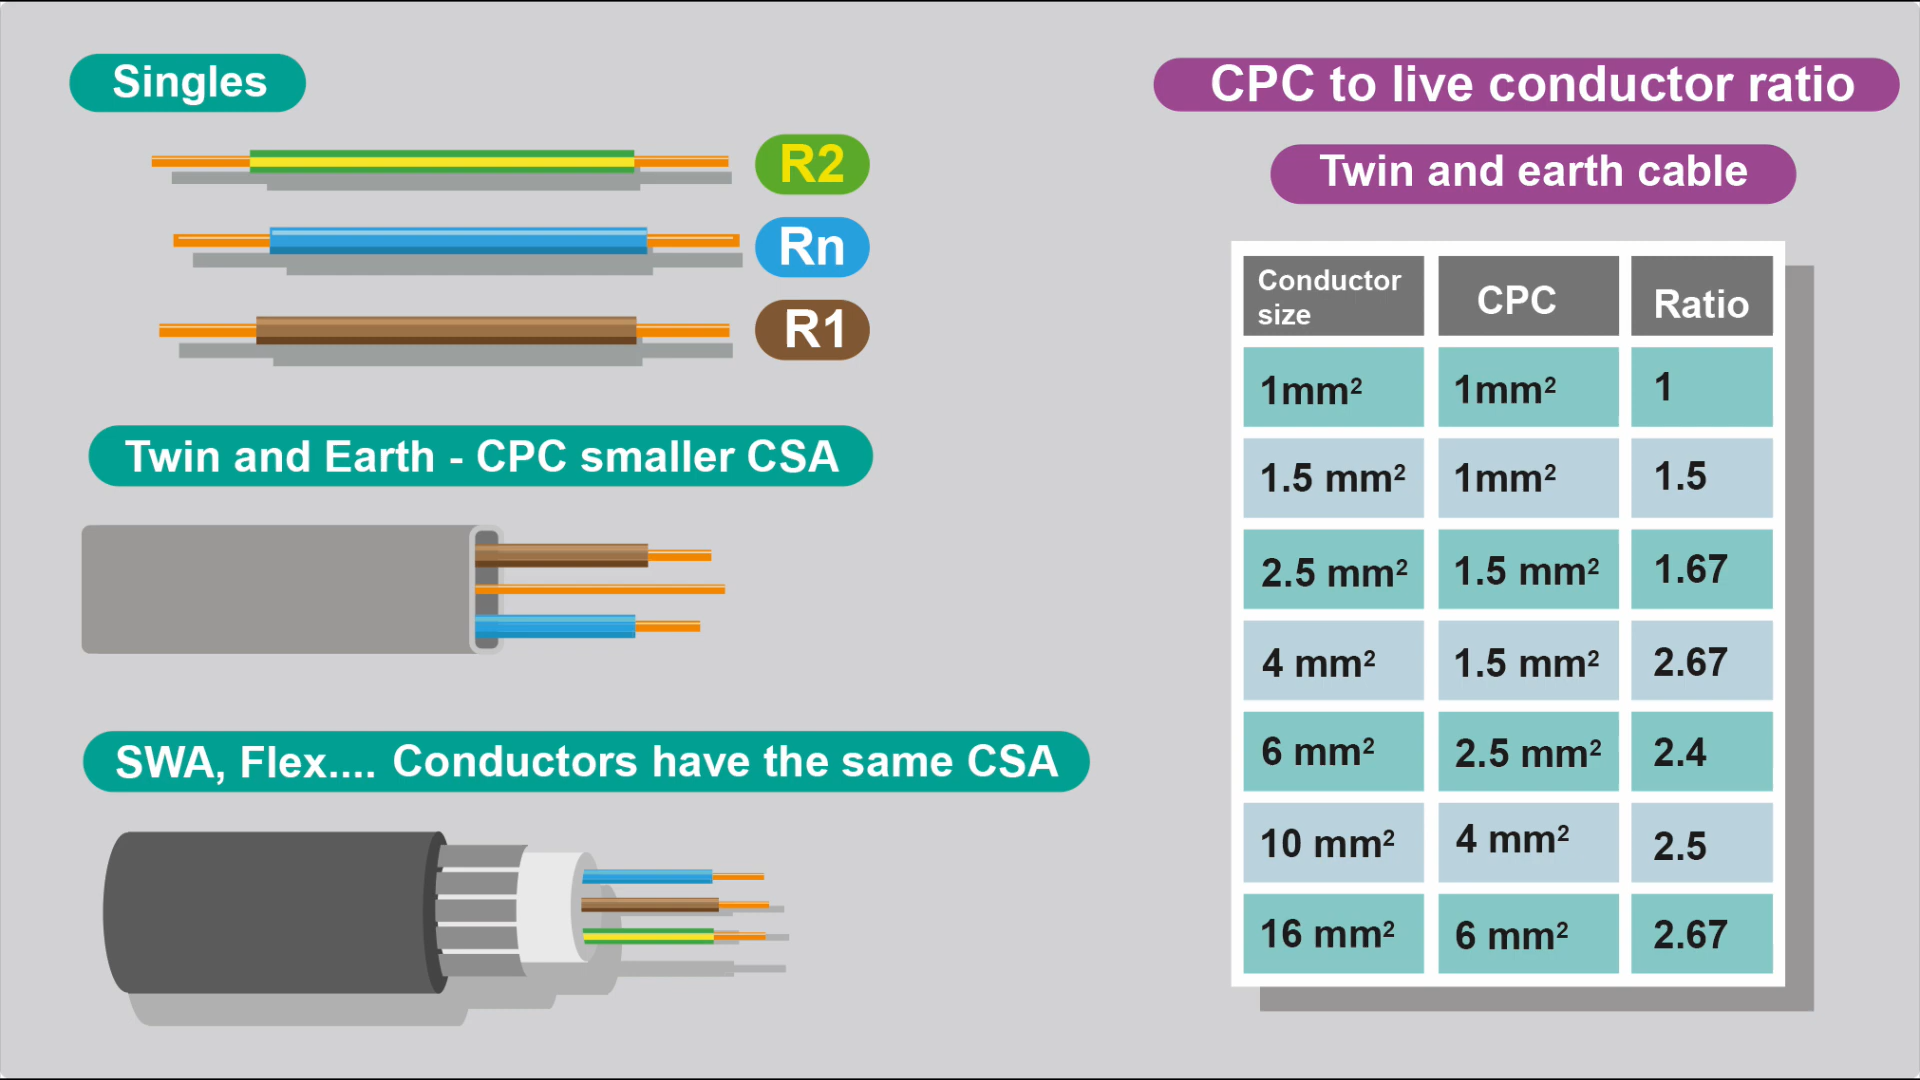 Singles
R2
Rn
R1
Twin and Earth - CPC smaller CSA
SWA, Flex.... Conductors have the same CSA
CPC to live conductor ratio
Twin and earth cable
Conductor size CPC Ratio
1mm² 1mm² 1
1.5 mm² 1mm² 1.5
2.5 mm² 1.5 mm² 1.67
4 mm² 1.5 mm² 2.67
6 mm² 2.5 mm² 2.4
10 mm² 4 mm² 2.5
16 mm² 6 mm² 2.67